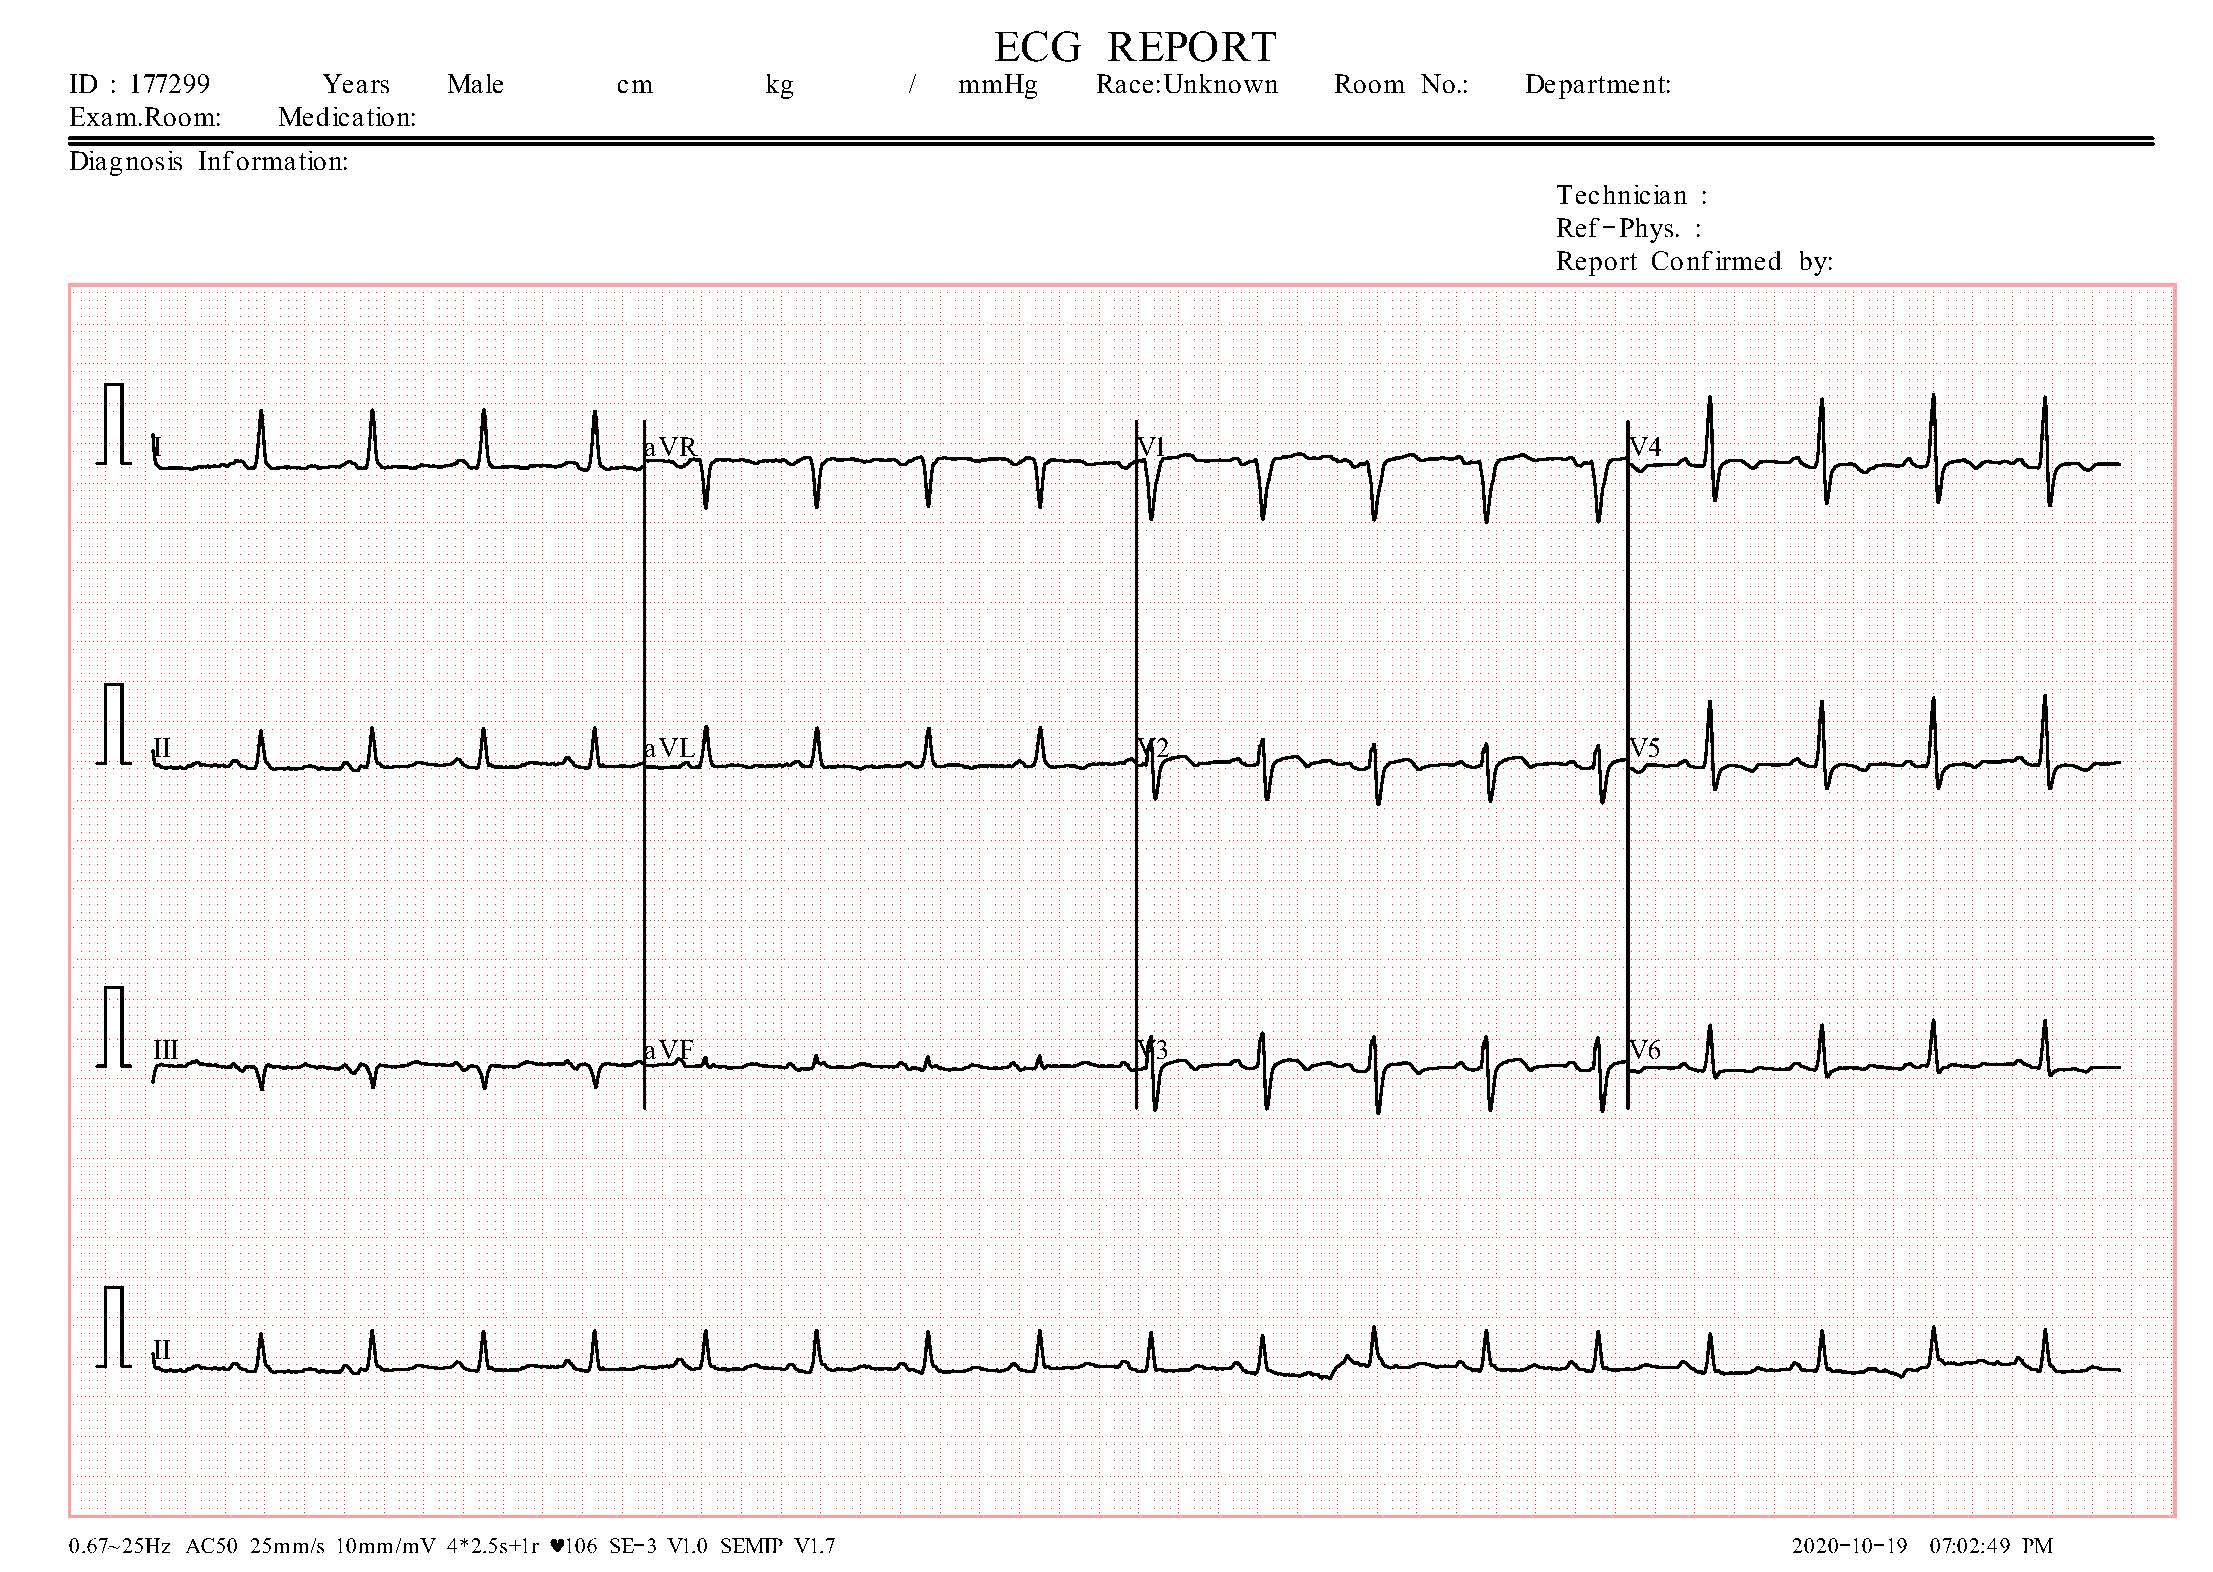 ECG REPORT
ID : 177299 Years Male cm kg / mmHg Race:Unknown Room No.: Department:
Exam.Room: Medication:
Diagnosis Information:
Technician :
Ref-Phys. :
Report Confirmed by:
I aVR V1 V4
II aVL V2 V5
III aVF V3 V6
II
0.67~25Hz AC50 25mm/s 10mm/mV 4*2.5s+1r ♥106 SE-3 V1.0 SEMIP V1.7 2020-10-19 07:02:49 PM